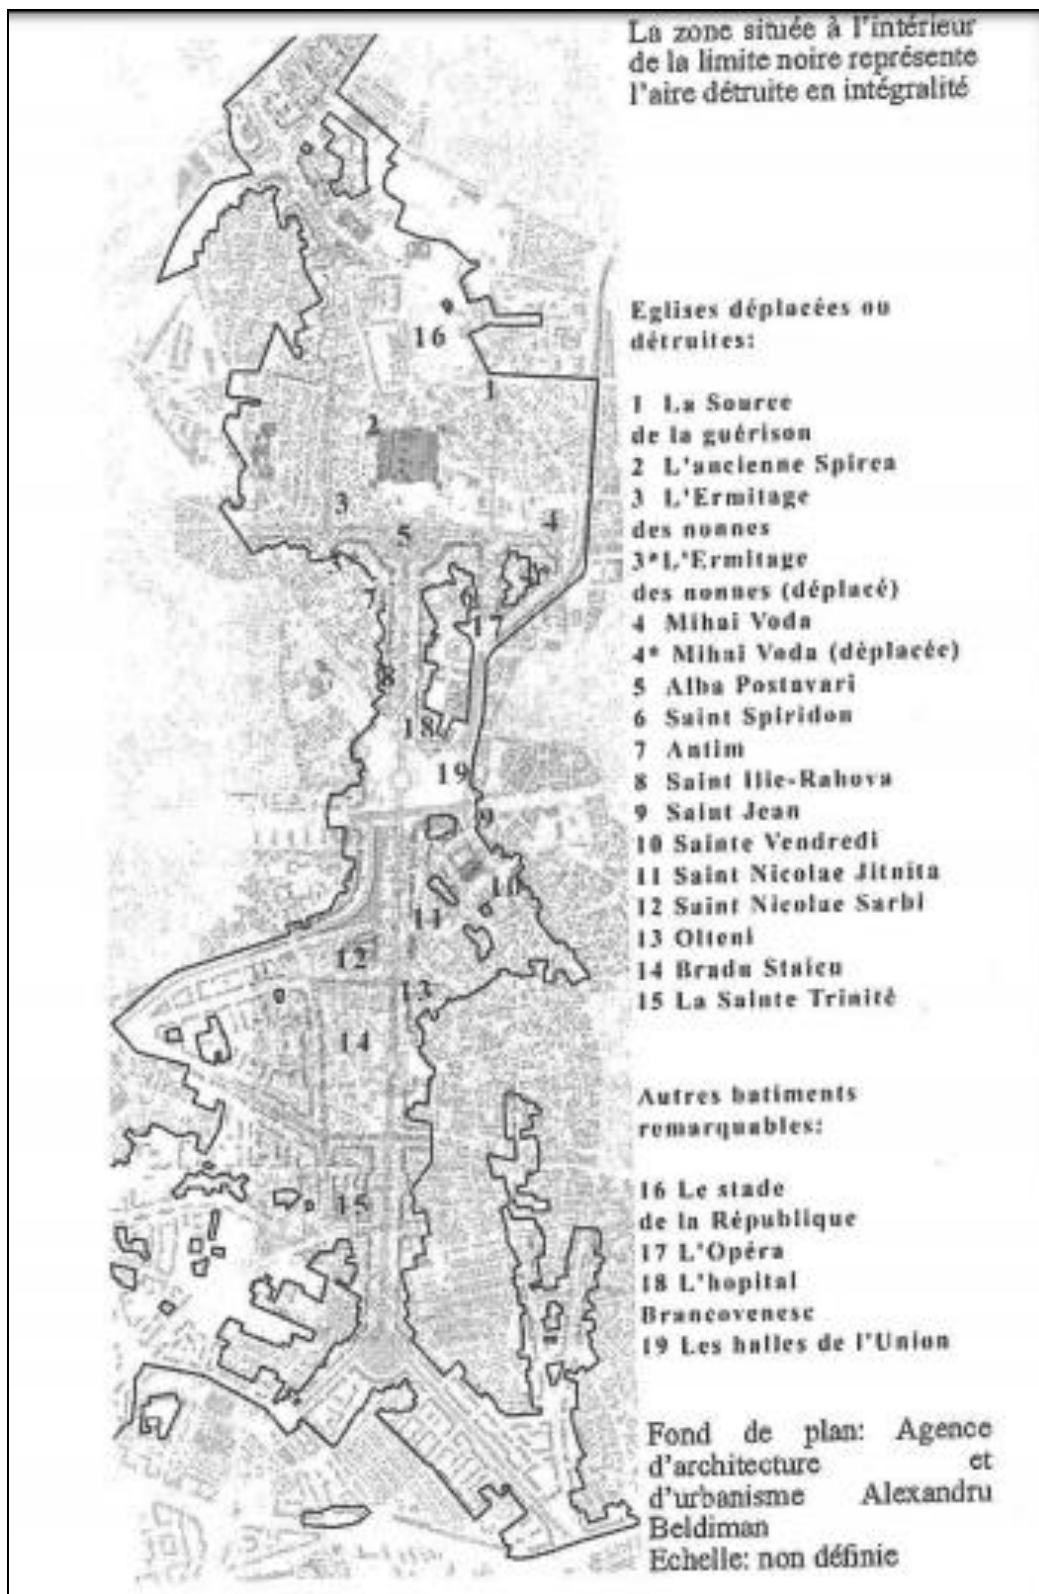 La zone située à l'intérieur
de la limite noire représente
l'aire détruite en intégralité
Eglises déplacées ou
détruites:
1 La Source
de la guérison
2 L'ancienne Spirea
3 L'Ermitage
des nonnes
3*L'Ermitage
des nonnes (déplacé)
4 Mihai Voda
4* Mihai Voda (déplacée)
5 Alba Postavari
6 Saint Spiridon
7 Antim
8 Saint Ilie-Rahova
9 Saint Jean
10 Sainte Vendredi
11 Saint Nicolae Jitnita
12 Saint Nicolae Sarbi
13 Olteni
14 Bradu Staicu
15 La Sainte Trinité
Autres batiments
remarquables:
16 Le stade
de la République
17 L'Opéra
18 L'hopital
Brancovenesc
19 Les halles de l'Union
Fond de plan: Agence
d'architecture et
d'urbanisme Alexandru
Beldiman
Echelle: non définie
16
1
2
3
4
5
4*
6
17
7
8
18
19
9
10
11
12
13
14
15